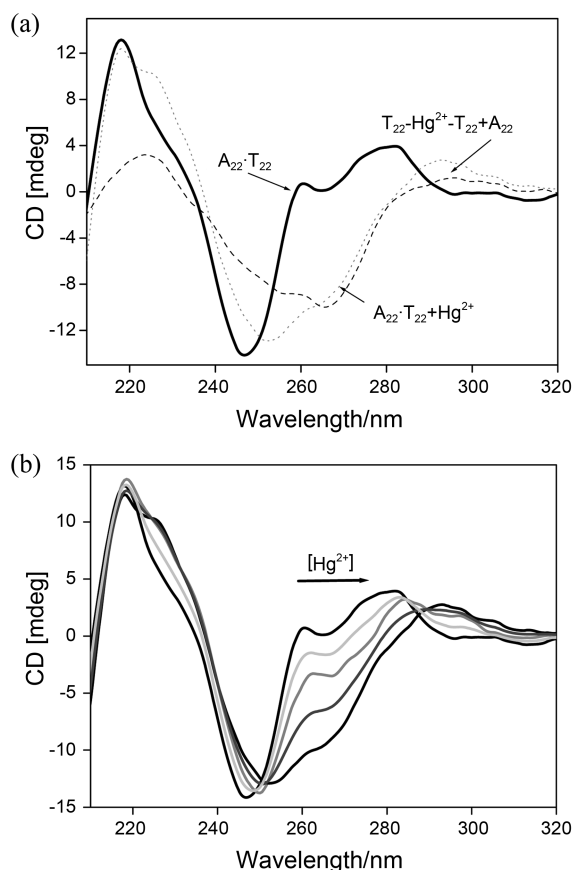 (a)
CD [mdeg]
12
8
4
0
-4
-8
-12
A₂₂·T₂₂
T₂₂-Hg²⁺-T₂₂+A₂₂
A₂₂·T₂₂+Hg²⁺
220 240 260 280 300 320
Wavelength/nm
(b)
CD [mdeg]
15
10
5
0
-5
-10
-15
[Hg²⁺]
220 240 260 280 300 320
Wavelength/nm